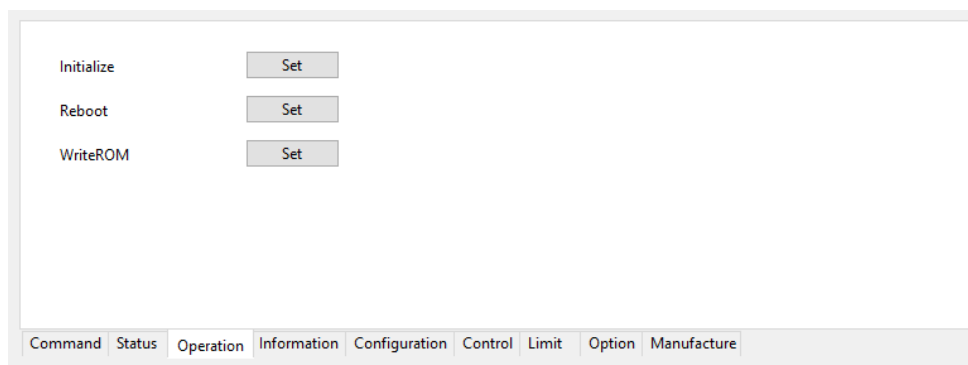 Initialize Set
Reboot Set
WriteROM Set
Command Status Operation Information Configuration Control Limit Option Manufacture